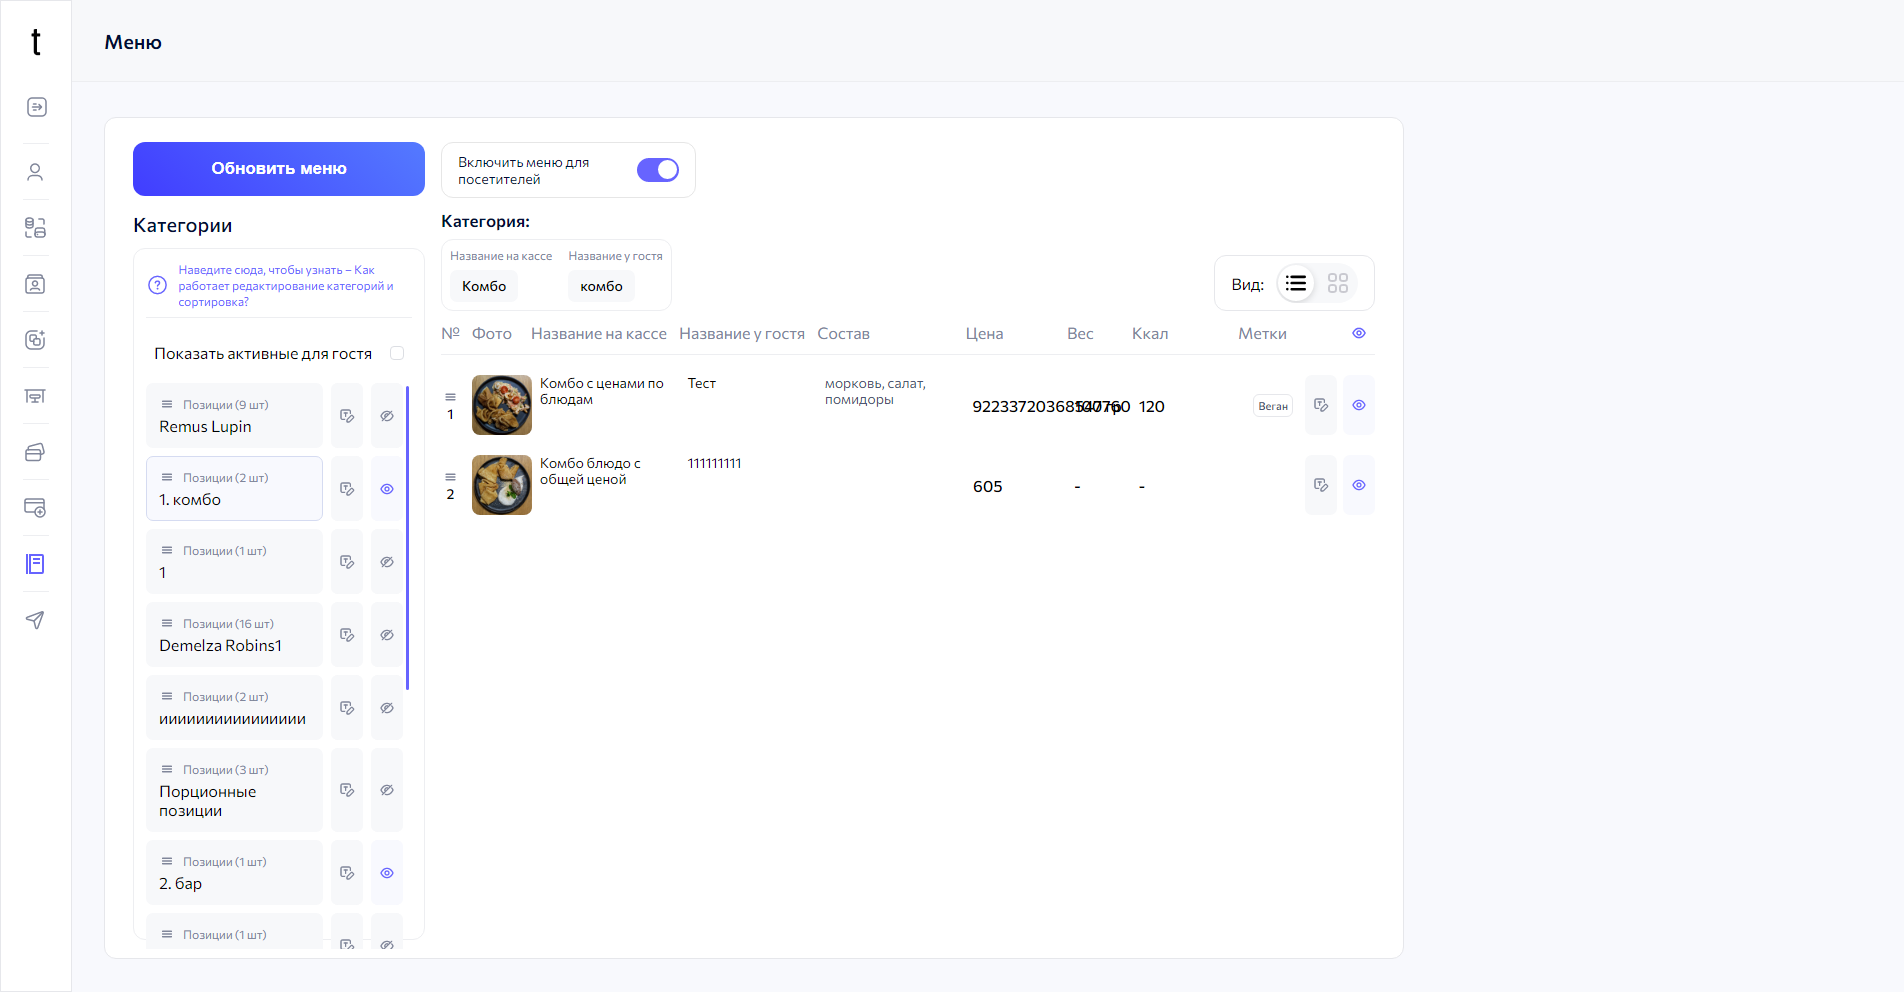 t
Меню
Обновить меню
Включить меню для
посетителей
Категории
Наведите сюда, чтобы узнать – Как
работает редактирование категорий и
сортировка?
Показать активные для гостя
Позиции (9 шт)
Remus Lupin
Позиции (2 шт)
1. комбо
Позиции (1 шт)
1
Позиции (16 шт)
Demelza Robins1
Позиции (2 шт)
ииииииииииииииии
Позиции (3 шт)
Порционные
позиции
Позиции (1 шт)
2. бар
Позиции (1 шт)
Категория:
Название на кассе Название у гостя
Комбо комбо
Вид:
№ Фото Название на кассе Название у гостя Состав Цена Вес Ккал Метки
1 Комбо с ценами по Тест морковь, салат,
блюдам помидоры
120 Веган
2 Комбо блюдо с 111111111
общей ценой
605 - -